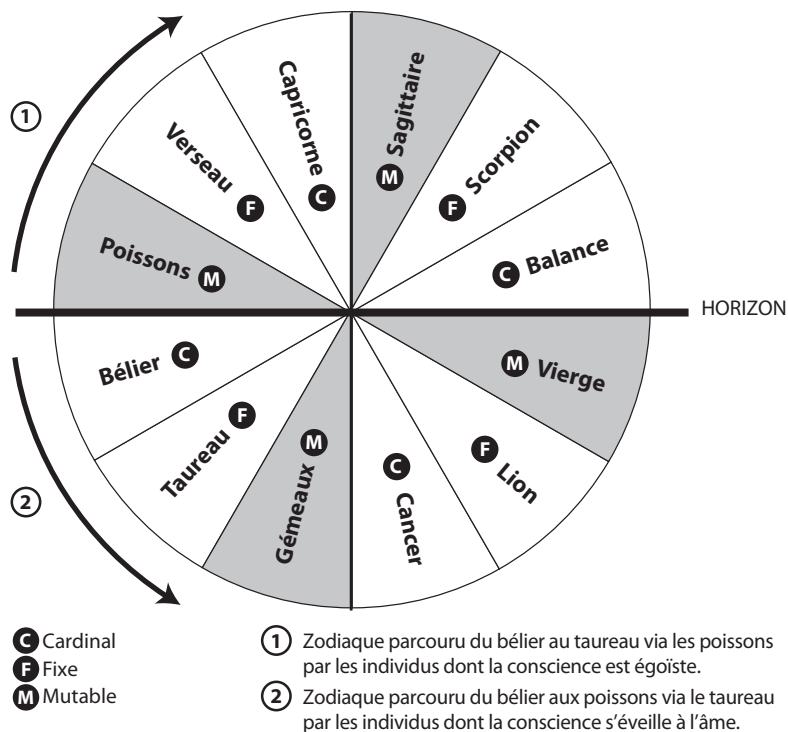 Capricorne
C
Sagittaire
M
1
Verseau
F
Scorpion
F
Poissons M
C Balance
HORIZON
Bélier C
M Vierge
Taureau
F
Gémeaux
M
C
Cancer
F
Lion
2
C Cardinal
F Fixe
M Mutable
1 Zodiaque parcouru du bélier au taureau via les poissons
par les individus dont la conscience est égoïste.
2 Zodiaque parcouru du bélier aux poissons via le taureau
par les individus dont la conscience s’éveille à l’âme.